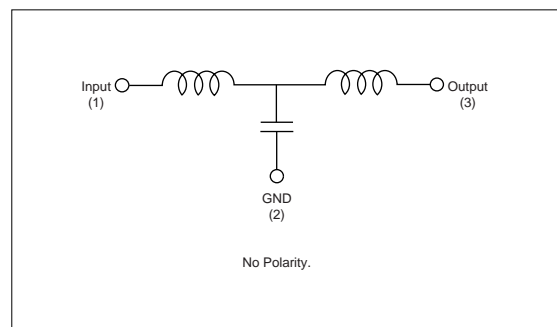 Input
(1)
Output
(3)
GND
(2)
No Polarity.